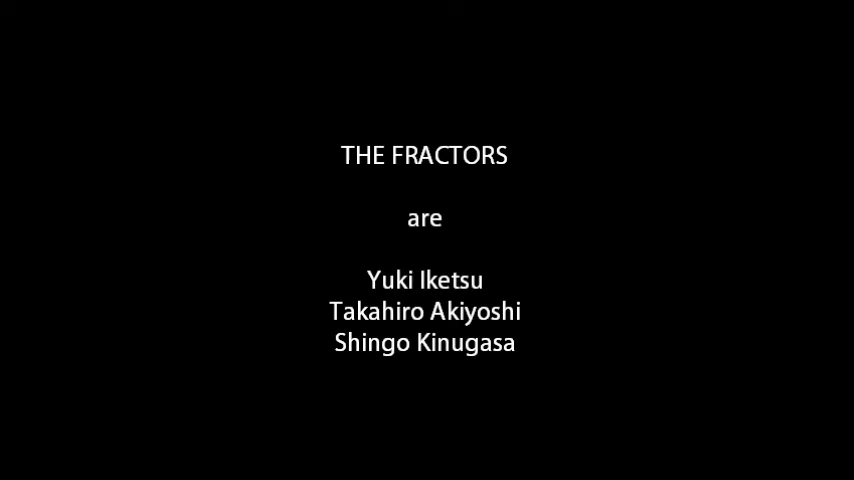 THE FRACTORS
are
Yuki Iketsu
Takahiro Akiyoshi
Shingo Kinugasa